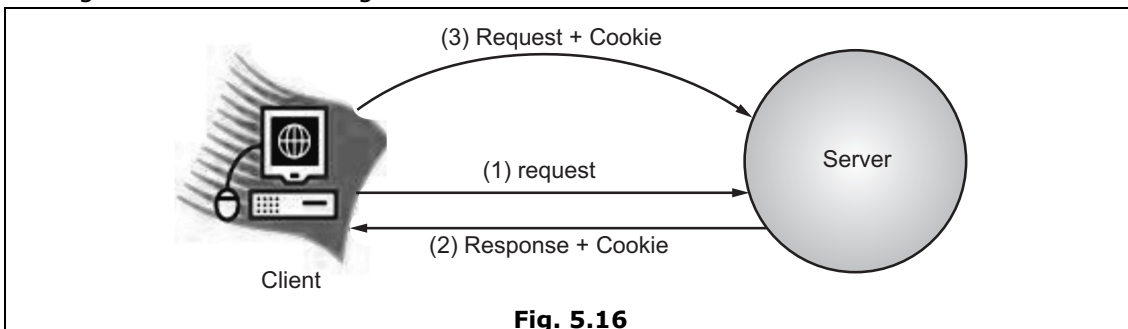 (3) Request + Cookie
Server
(1) request
(2) Response + Cookie
Client
Fig. 5.16